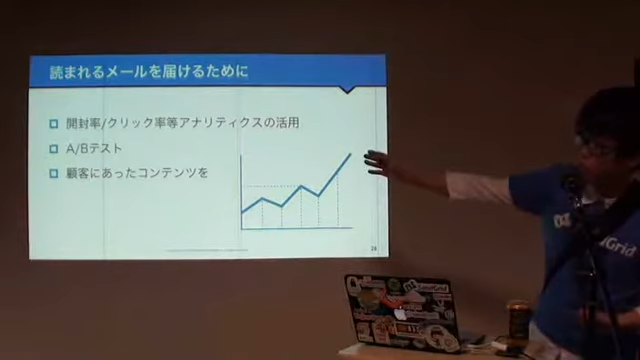 読まれるメールを届けるために
開封率/クリック率等アナリティクスの活用
A/Bテスト
顧客にあったコンテンツを
SendGrid